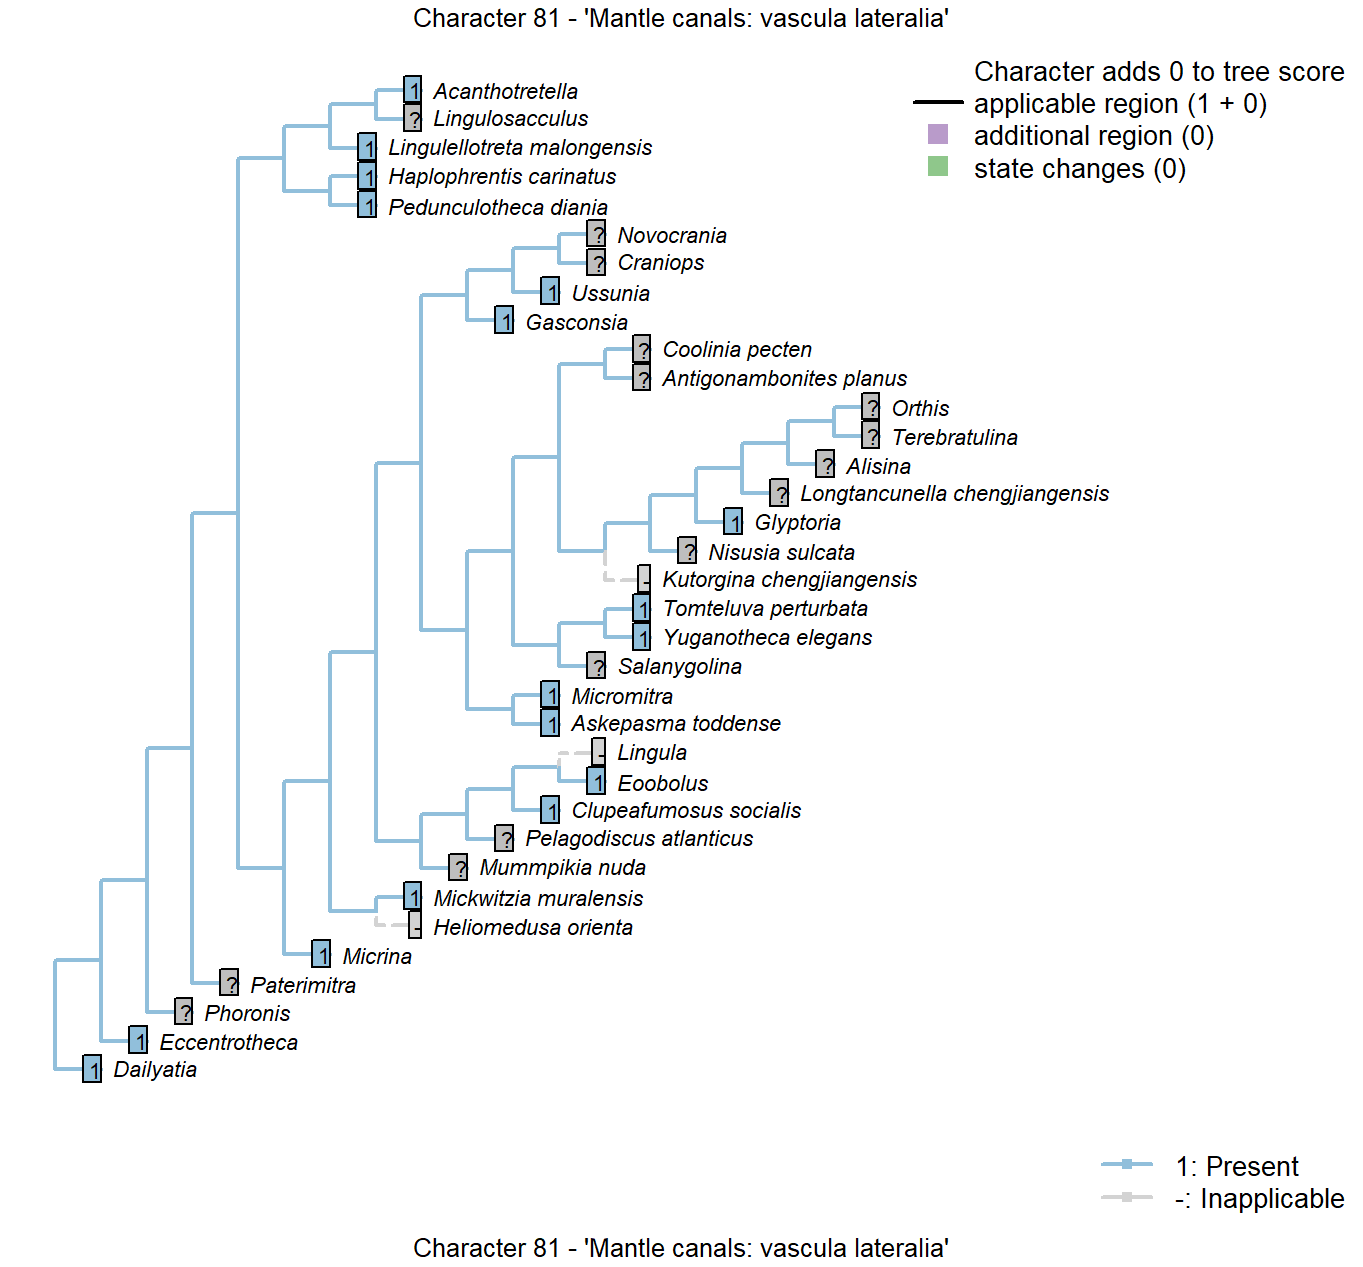 Character 81 - 'Mantle canals: vascula lateralia'
Character adds 0 to tree score
applicable region (1 + 0)
additional region (0)
state changes (0)
1 Acanthotretella
? Lingulosacculus
1 Lingulellotreta malongensis
1 Haplophrentis carinatus
1 Pedunculotheca diania
? Novocrania
? Craniops
1 Ussunia
1 Gasconsia
? Coolinia pecten
? Antigonambonites planus
? Orthis
? Terebratulina
? Alisina
? Longtancunella chengjiangensis
1 Glyptoria
? Nisusia sulcata
- Kutorgina chengjiangensis
1 Tomteluva perturbata
1 Yuganotheca elegans
? Salanygolina
1 Micromitra
1 Askepasma toddense
- Lingula
1 Eoobolus
1 Clupeafumosus socialis
? Pelagodiscus atlanticus
? Mummpikia nuda
1 Mickwitzia muralensis
- Heliomedusa orienta
1 Micrina
? Paterimitra
? Phoronis
1 Eccentrotheca
1 Dailyatia
1: Present
-: Inapplicable
Character 81 - 'Mantle canals: vascula lateralia'